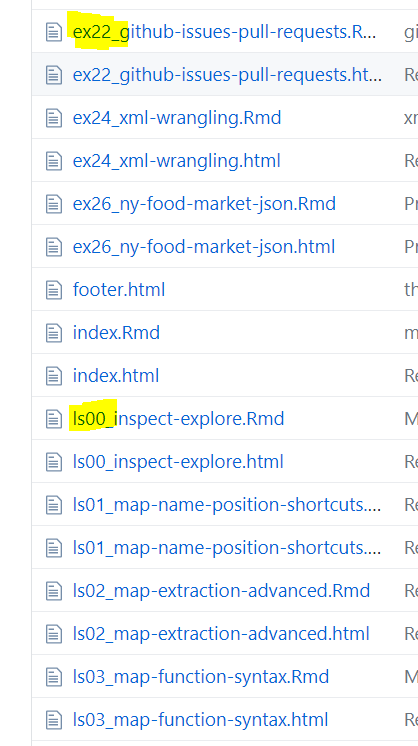 ex22_github-issues-pull-requests.R... gi
ex22_github-issues-pull-requests.ht... Re
ex24_xml-wrangling.Rmd xr
ex24_xml-wrangling.html Re
ex26_ny-food-market-json.Rmd Pr
ex26_ny-food-market-json.html Pr
footer.html th
index.Rmd m
index.html Re
ls00_inspect-explore.Rmd M
ls00_inspect-explore.html Re
ls01_map-name-position-shortcuts.... Re
ls01_map-name-position-shortcuts.... Re
ls02_map-extraction-advanced.Rmd Re
ls02_map-extraction-advanced.html Re
ls03_map-function-syntax.Rmd M
ls03_map-function-syntax.html Re